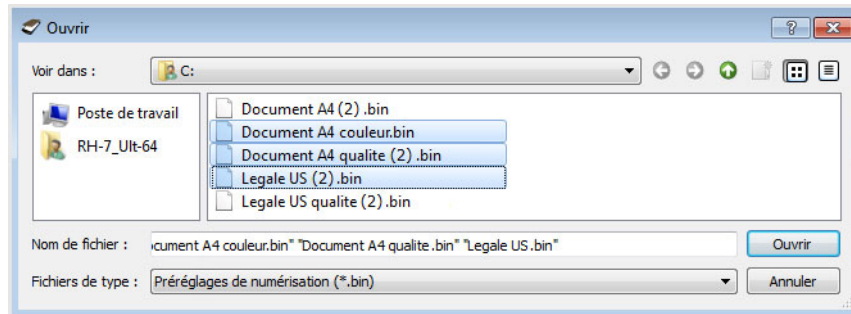 Ouvrir
Voir dans :
C:
Poste de travail
RH-7_Ult-64
Document A4 (2) .bin
Document A4 couleur.bin
Document A4 qualite (2) .bin
Legale US (2) .bin
Legale US qualite (2) .bin
Nom de fichier : cument A4 couleur.bin" "Document A4 qualite .bin" "Legale US .bin" Ouvrir
Fichiers de type : Préréglages de numérisation (*.bin) Annuler